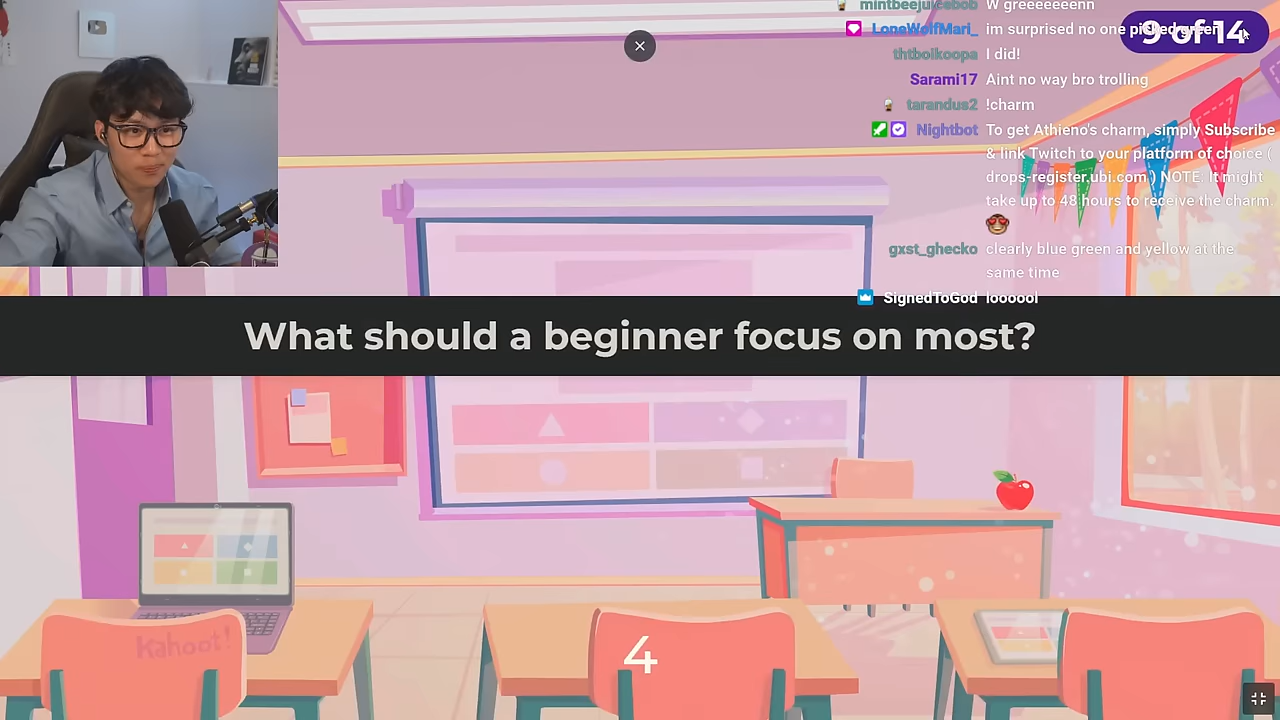 mintbeejuicebob W greeeeeenn
LoneWolfMari_ im surprised no one picked green
9 of 14
thtboikoopa I did!
Sarami17 Aint no way bro trolling
tarandus2 !charm
Nightbot To get Athieno's charm, simply Subscribe
& link Twitch to your platform of choice (
drops-register.ubi.com ) NOTE: It might
take up to 48 hours to receive the charm.
gxst_ghecko clearly blue green and yellow at the
same time
SignedToGod loooool
What should a beginner focus on most?
Kahoot!
4